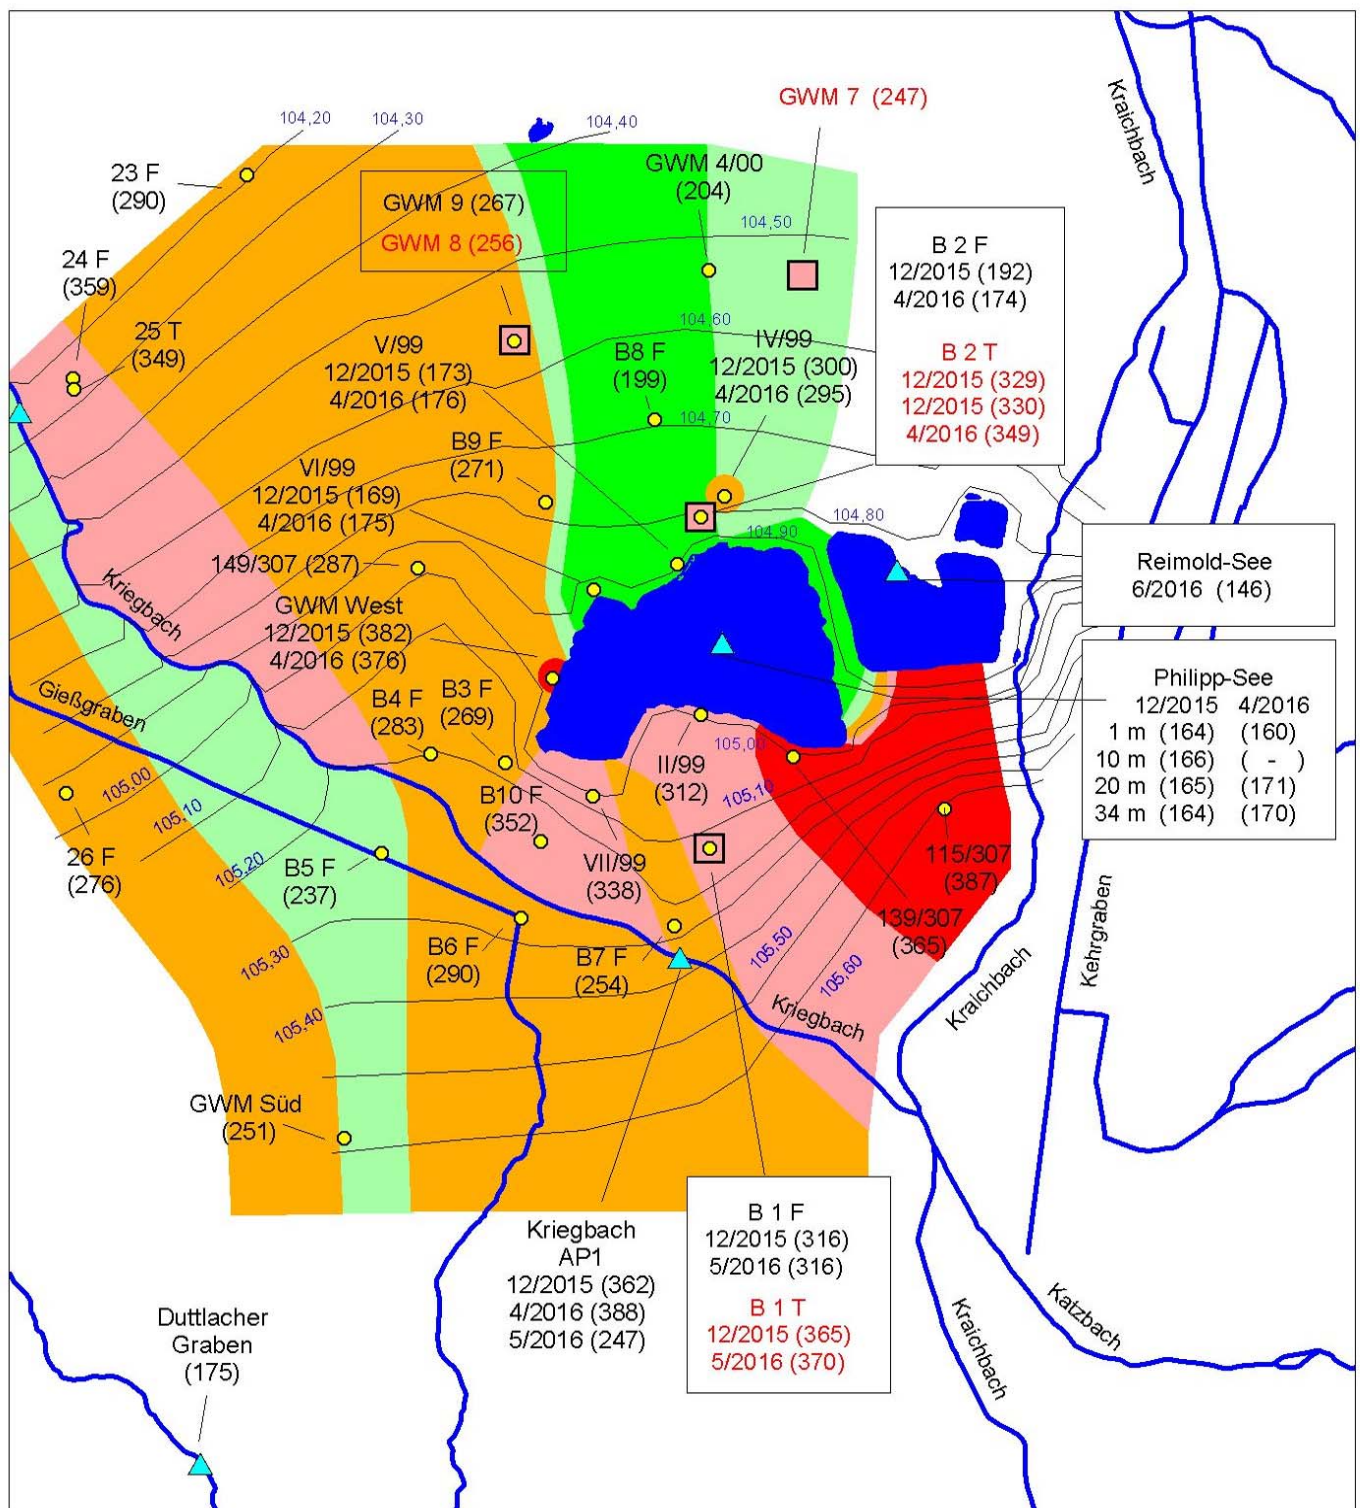 104,20
104,30
104,40
GWM 7 (247)
Kraichbach
23 F
(290)
GWM 4/00
(204)
GWM 9 (267)
GWM 8 (256)
104,50
B 2 F
12/2015 (192)
4/2016 (174)
B 2 T
12/2015 (329)
12/2015 (330)
4/2016 (349)
24 F
(359)
25 T
(349)
104,60
V/99
12/2015 (173)
4/2016 (176)
B8 F
(199)
IV/99
12/2015 (300)
4/2016 (295)
104,70
B9 F
(271)
VI/99
12/2015 (169)
4/2016 (175)
104,80
104,90
149/307 (287)
Reimold-See
6/2016 (146)
Kriegbach
GWM West
12/2015 (382)
4/2016 (376)
Philipp-See
12/2015 4/2016
1 m (164) (160)
10 m (166) ( - )
20 m (165) (171)
34 m (164) (170)
Gießgraben
B4 F
(283)
B3 F
(269)
105,00
II/99
(312)
105,00
105,10
105,10
B10 F
(352)
VII/99
(338)
26 F
(276)
105,20
B5 F
(237)
115/307
(387)
139/307
(365)
Kehrgraben
B6 F
(290)
B7 F
(254)
105,30
105,50
105,60
Kraichbach
Kriegbach
105,40
GWM Süd
(251)
Kriegbach
AP1
12/2015 (362)
4/2016 (388)
5/2016 (247)
B 1 F
12/2015 (316)
5/2016 (316)
B 1 T
12/2015 (365)
5/2016 (370)
Duttlacher
Graben
(175)
Kraichbach
Katzbach